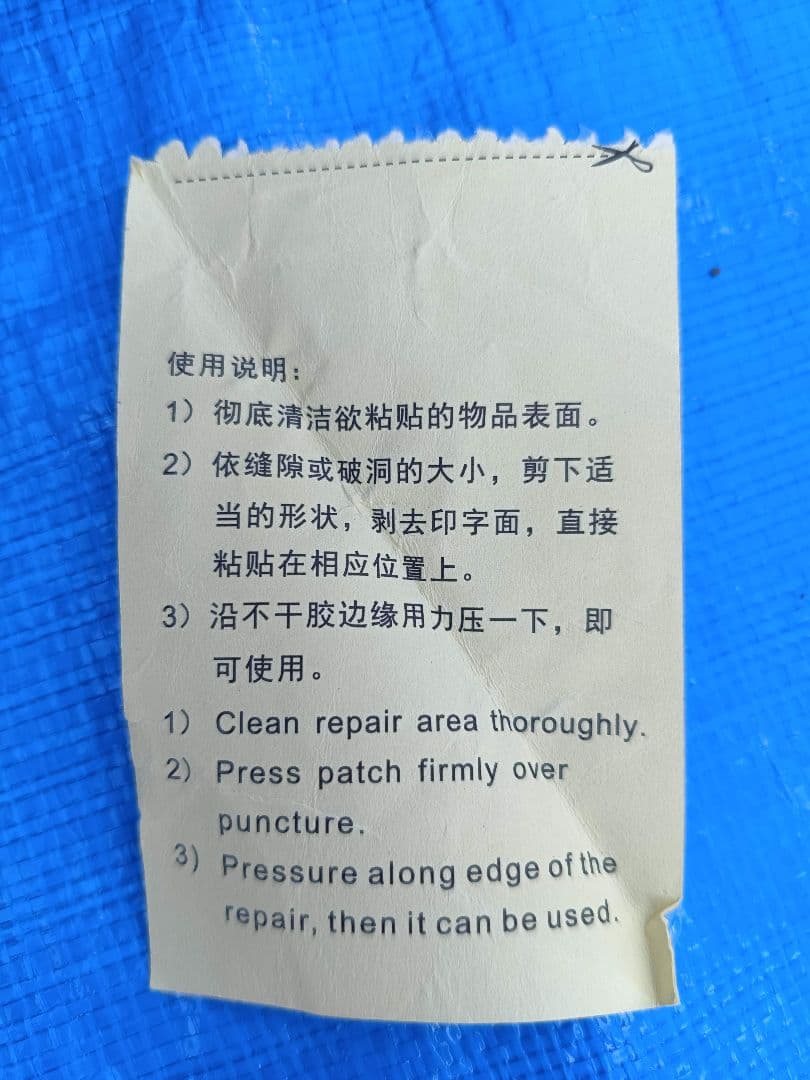 使用说明：
1）彻底清洁欲粘贴的物品表面。
2）依缝隙或破洞的大小，剪下适
当的形状，剥去印字面，直接
粘贴在相应位置上。
3）沿不干胶边缘用力压一下，即
可使用。
1) Clean repair area thoroughly.
2) Press patch firmly over
puncture.
3) Pressure along edge of the
repair, then it can be used.